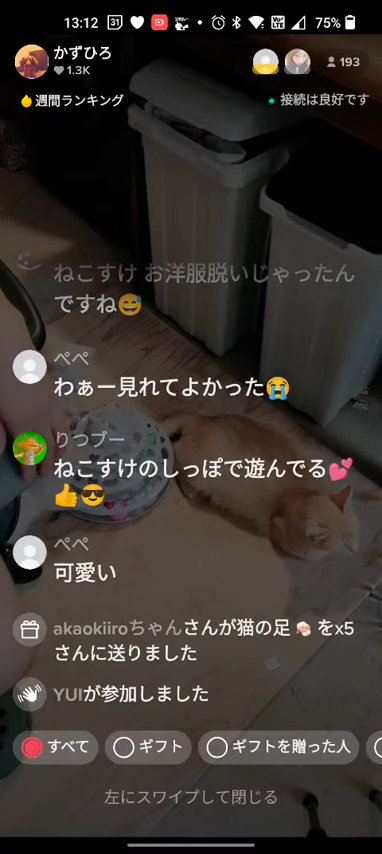 13:12
31
75%
かずひろ
1.3K
193
週間ランキング
接続は良好です
ねこすけ お洋服脱いじゃったん
ですね😅
ぺぺ
わぁー見れてよかった😭
りつブー
ねこすけのしっぽで遊んでる💕
👍😎
ぺぺ
可愛い
akaokiiroちゃんさんが猫の足 をx5
さんに送りました
YUIが参加しました
すべて
ギフト
ギフトを贈った人
左にスワイプして閉じる